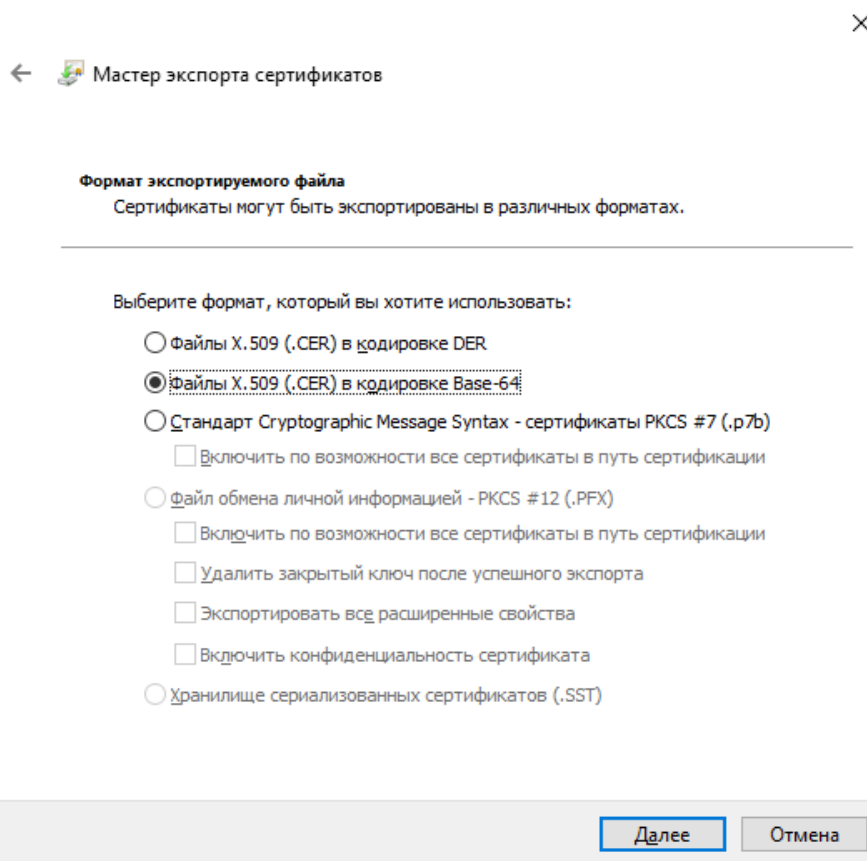 Мастер экспорта сертификатов
Формат экспортируемого файла
Сертификаты могут быть экспортированы в различных форматах.
Выберите формат, который вы хотите использовать:
Файлы X.509 (.CER) в кодировке DER
Файлы X.509 (.CER) в кодировке Base-64
Стандарт Cryptographic Message Syntax - сертификаты PKCS #7 (.p7b)
Включить по возможности все сертификаты в путь сертификации
Файл обмена личной информацией - PKCS #12 (.PFX)
Включить по возможности все сертификаты в путь сертификации
Удалить закрытый ключ после успешного экспорта
Экспортировать все расширенные свойства
Включить конфиденциальность сертификата
Хранилище сериализованных сертификатов (.SST)
Далее
Отмена